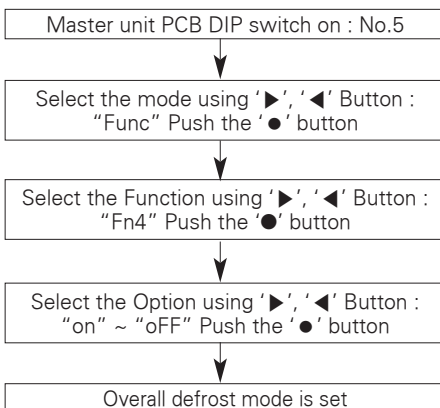 Master unit PCB DIP switch on : No.5
Select the mode using ‘▶’, ‘◀’ Button :
“Func” Push the ‘●’ button
Select the Function using ‘▶’, ‘◀’ Button :
“Fn4” Push the ‘●’ button
Select the Option using ‘▶’, ‘◀’ Button :
“on” ~ “oFF” Push the ‘●’ button
Overall defrost mode is set